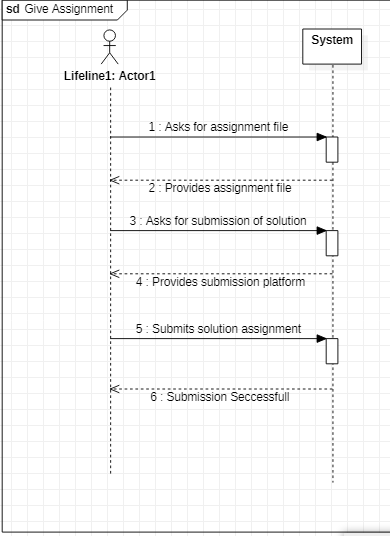 sd Give Assignment
System
Lifeline1: Actor1
1 : Asks for assignment file
2 : Provides assignment file
3 : Asks for submission of solution
4 : Provides submission platform
5 : Submits solution assignment
6 : Submission Seccessfull